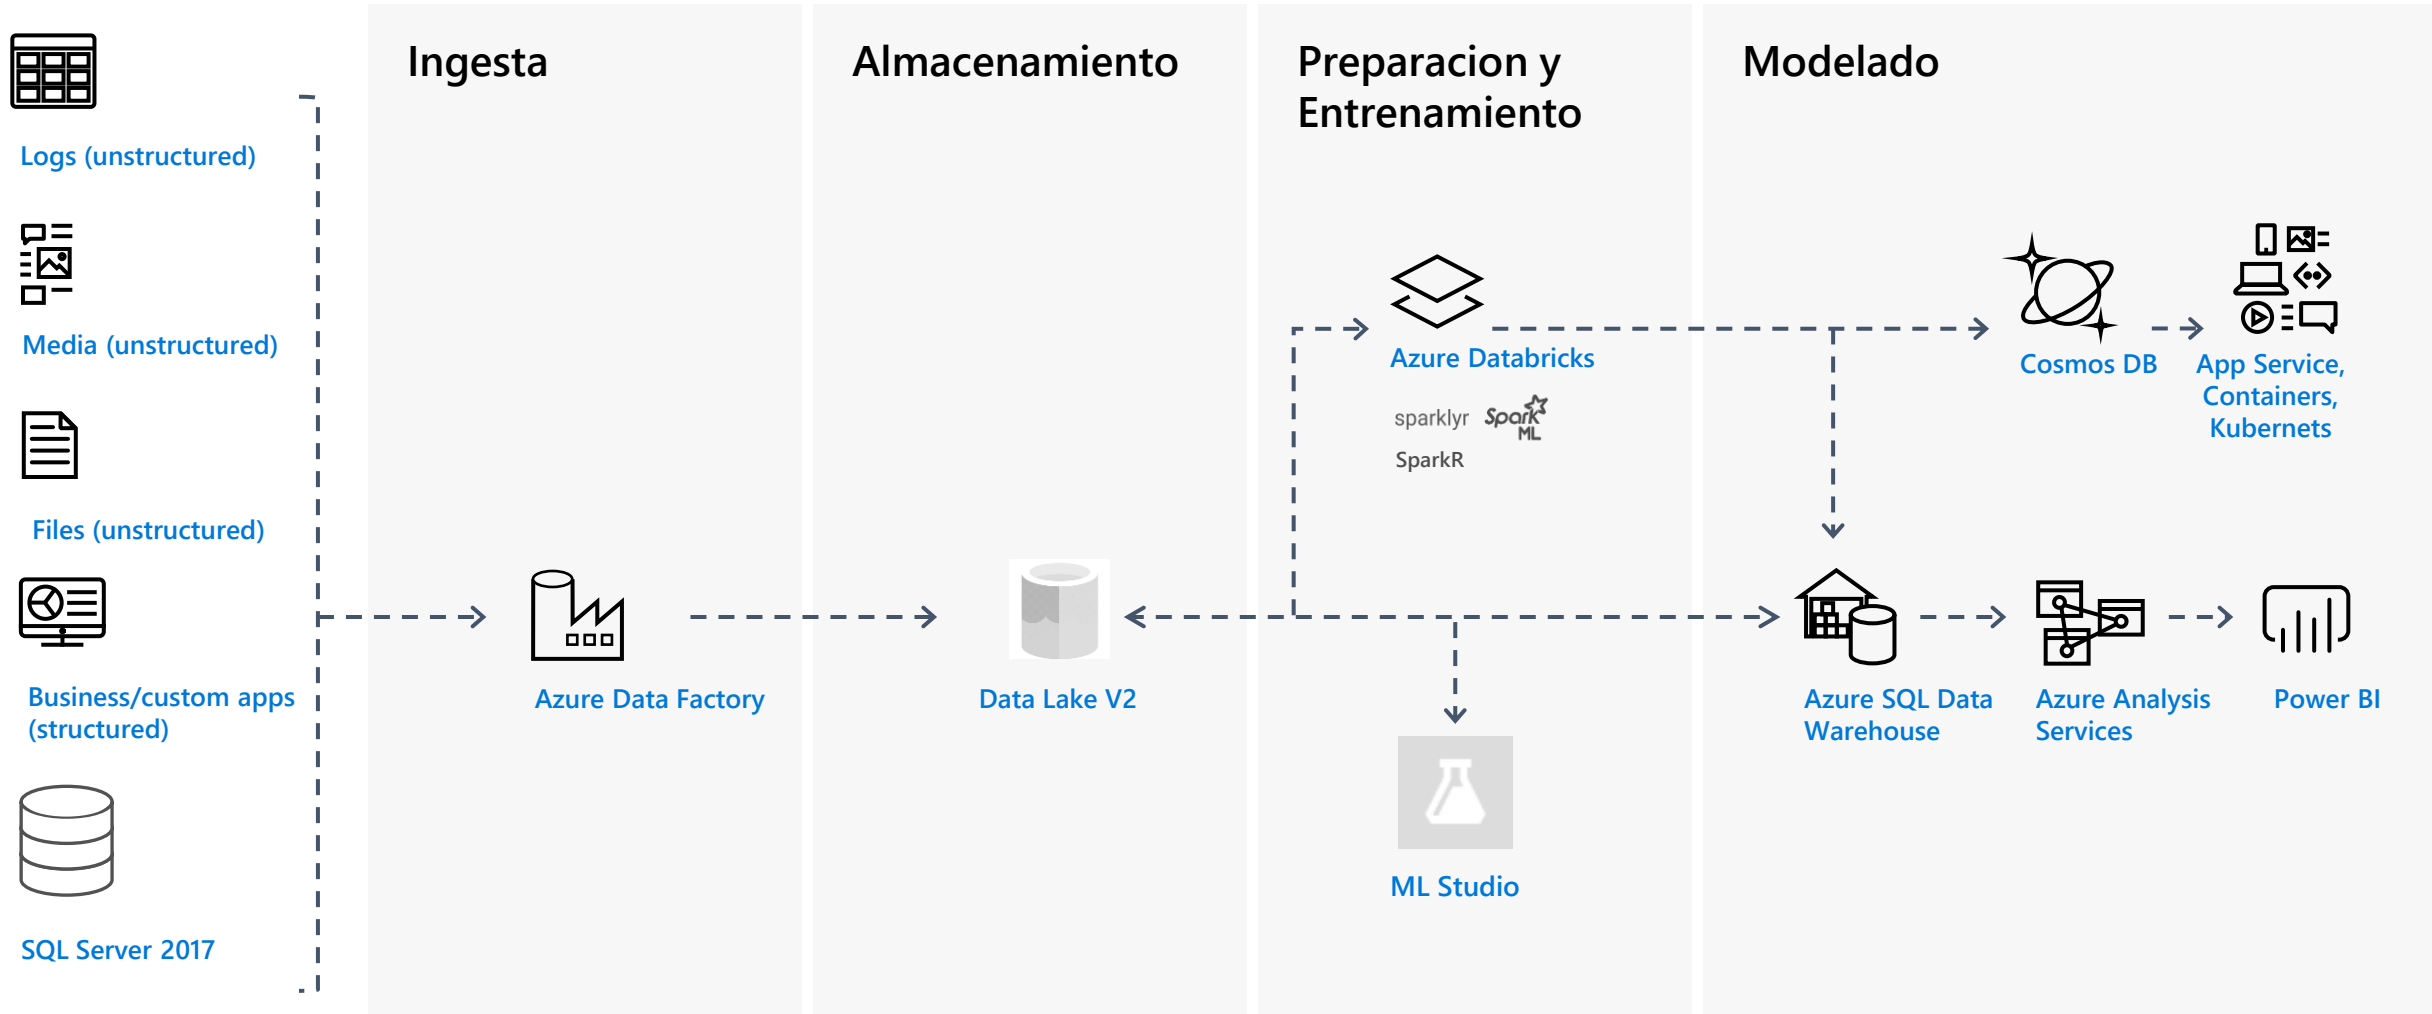 Logs (unstructured)
Media (unstructured)
Files (unstructured)
Business/custom apps
(structured)
SQL Server 2017
Ingesta
Azure Data Factory
Almacenamiento
Data Lake V2
Preparacion y
Entrenamiento
Azure Databricks
sparklyr
Spark
ML
SparkR
ML Studio
Modelado
Cosmos DB
App Service,
Containers,
Kubernets
Azure SQL Data
Warehouse
Azure Analysis
Services
Power BI